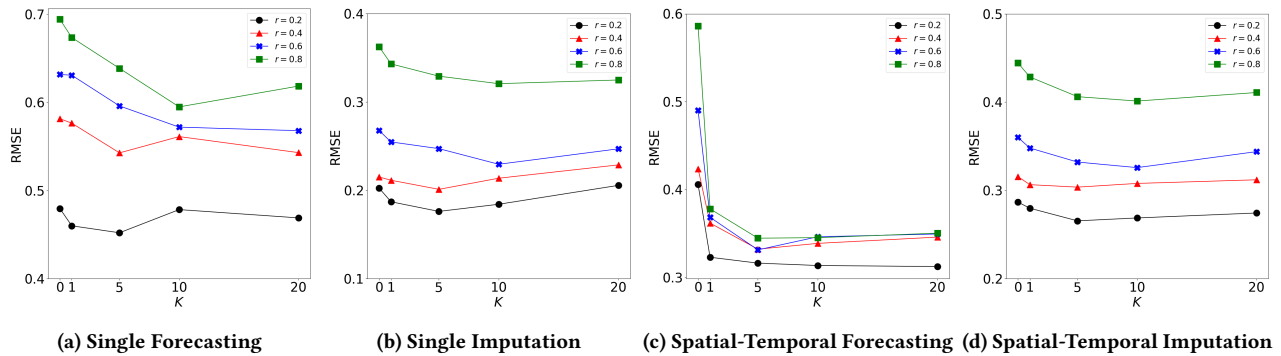 0.7
0.6
0.5
0.4
RMSE
0 1 5 10 20
K
r = 0.2
r = 0.4
r = 0.6
r = 0.8
(a) Single Forecasting
0.4
0.3
0.2
0.1
RMSE
0 1 5 10 20
K
r = 0.2
r = 0.4
r = 0.6
r = 0.8
(b) Single Imputation
0.6
0.5
0.4
0.3
RMSE
0 1 5 10 20
K
r = 0.2
r = 0.4
r = 0.6
r = 0.8
(c) Spatial-Temporal Forecasting
0.5
0.4
0.3
0.2
RMSE
0 1 5 10 20
K
r = 0.2
r = 0.4
r = 0.6
r = 0.8
(d) Spatial-Temporal Imputation